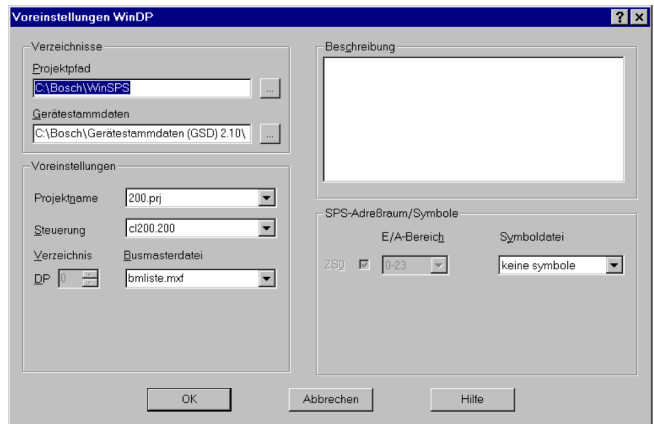 Voreinstellungen WinDP
Verzeichnisse
Projektpfad
C:\Bosch\WinSPS
...
Gerätestammdaten
C:\Bosch\Gerätestammdaten (GSD) 2.10\
...
Voreinstellungen
Projektname
200.prj
Steuerung
cl200.200
Verzeichnis
Busmasterdatei
DP
0
bmliste.mxf
Beschreibung
SPS-Adreßraum/Symbole
E/A-Bereich
Symboldatei
ZS0
0-23
keine symbole
OK
Abbrechen
Hilfe